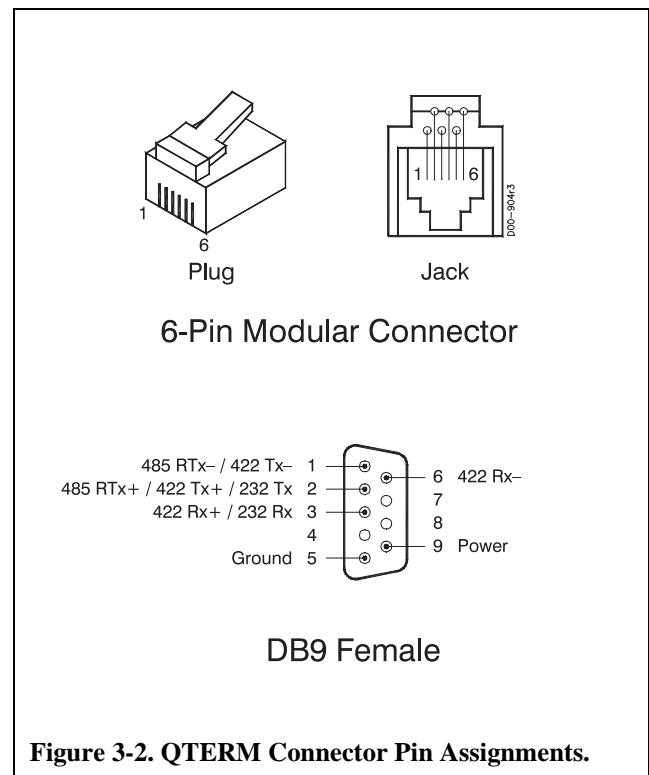 1
6
Plug
1 6
D00-904r3
Jack
6-Pin Modular Connector
485 RTx– / 422 Tx– 1
485 RTx+ / 422 Tx+ / 232 Tx 2
422 Rx+ / 232 Rx 3
4
Ground 5
6 422 Rx–
7
8
9 Power
DB9 Female
Figure 3-2. QTERM Connector Pin Assignments.